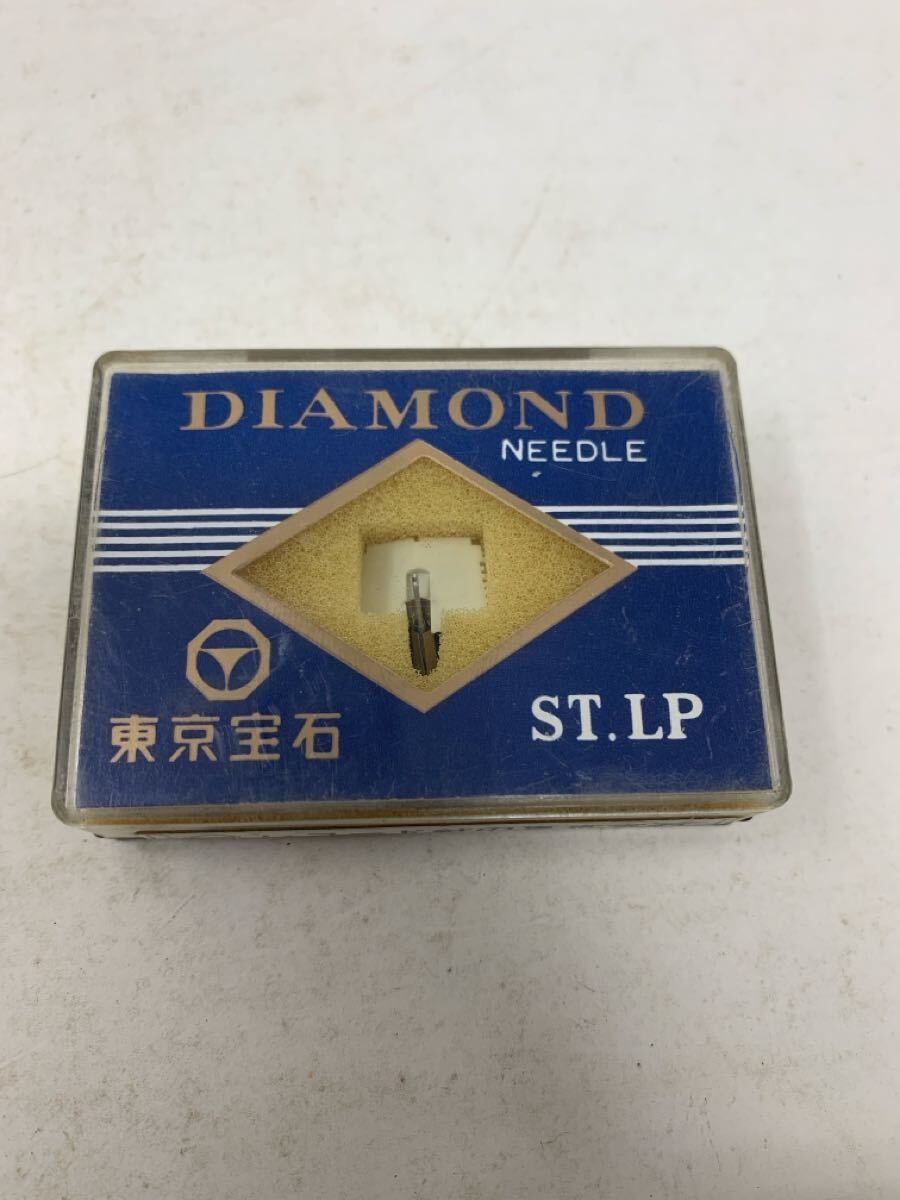 DIAMOND
NEEDLE
東京宝石
ST.LP